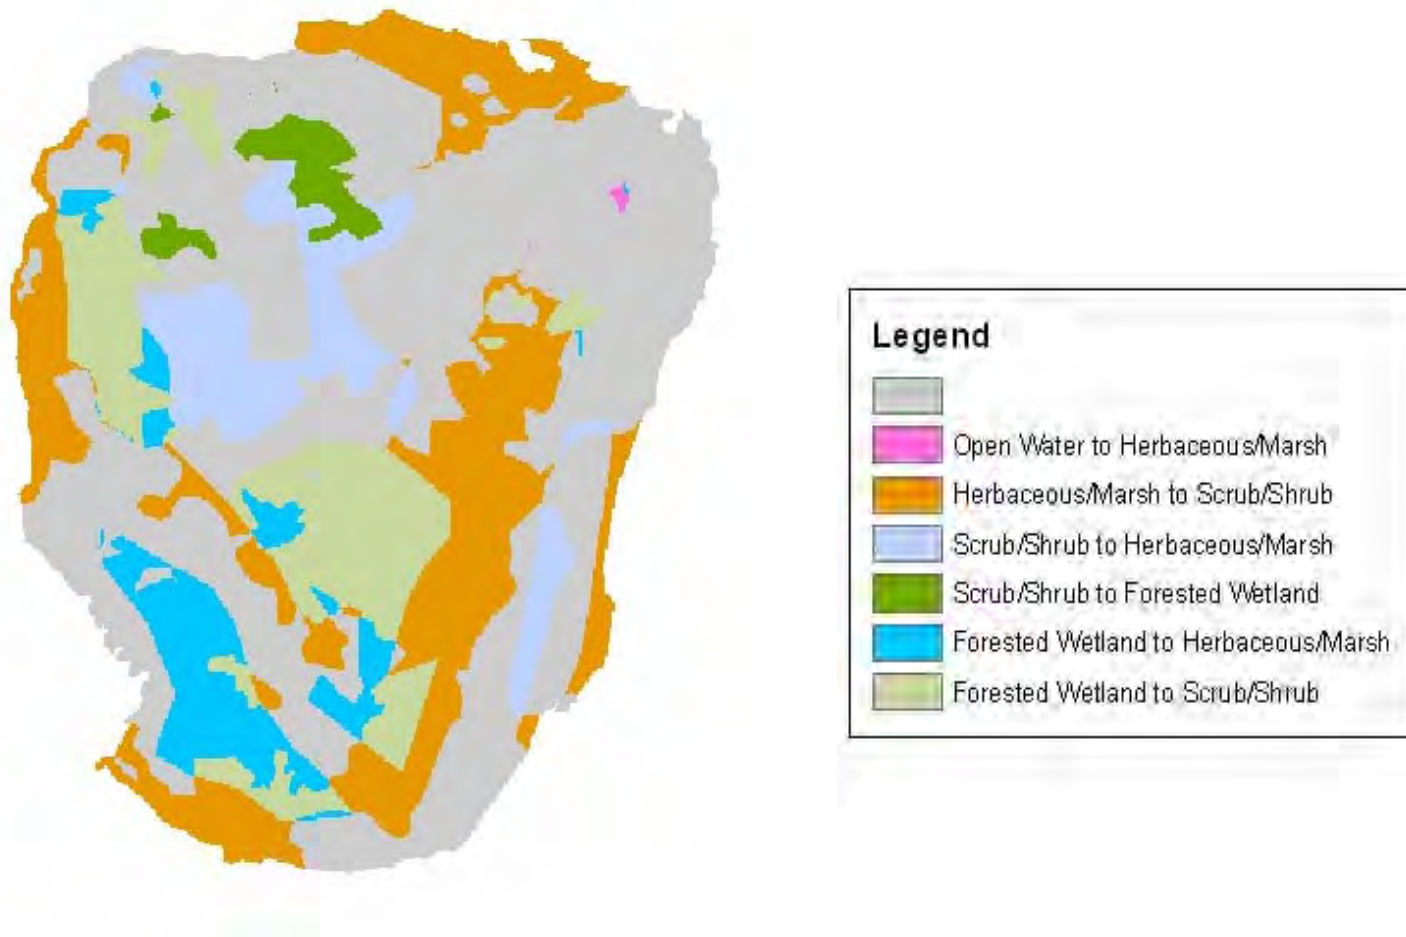 Legend
Open Water to Herbaceous/Marsh
Herbaceous/Marsh to Scrub/Shrub
Scrub/Shrub to Herbaceous/Marsh
Scrub/Shrub to Forested Wetland
Forested Wetland to Herbaceous/Marsh
Forested Wetland to Scrub/Shrub